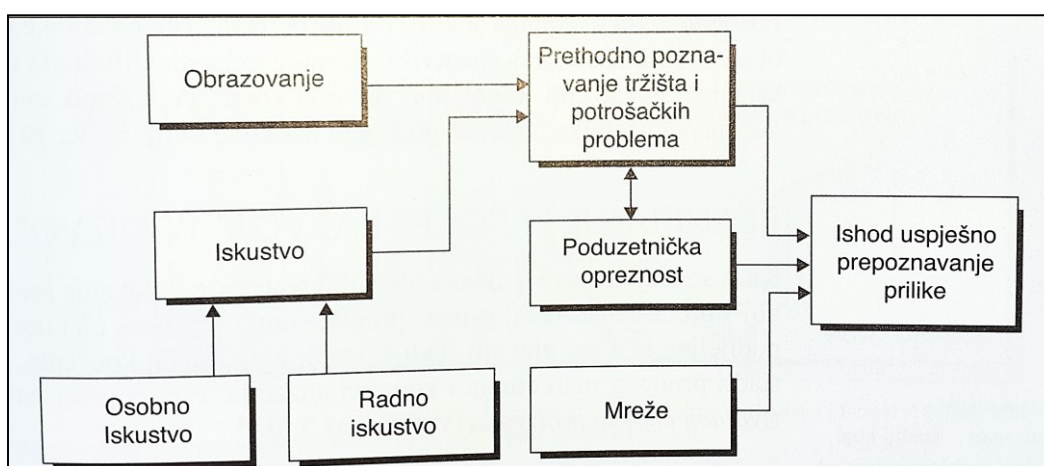 Obrazovanje
Prethodno pozna-
vanje tržišta i
potrošačkih
problema
Iskustvo
Poduzetnička
opreznost
Ishod uspješno
prepoznavanje
prilike
Osobno
Iskustvo
Radno
iskustvo
Mreže